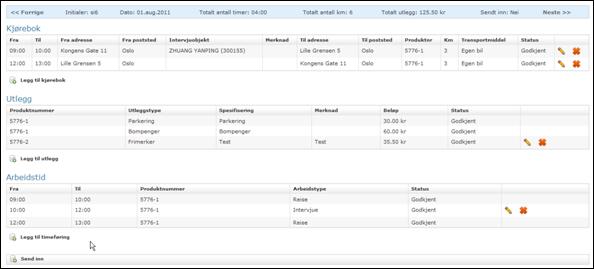 << Forrige Initialer: oi6 Dato: 01.aug.2011 Totalt antall timer: 04:00 Totalt antall km: 6 Totalt utlegg: 125.50 kr Sendt inn: Nei Neste >>
Kjørebok
Fra Til Fra adresse Fra poststed Intervjuobjekt Merknad Til adresse Til poststed Produktnr Km Transportmiddel Status
09:00 10:00 Kongens Gate 11 Oslo ZHUANG YANPING (300155) Lille Grensen 5 Oslo 5776-1 3 Egen bil Godkjent
12:00 13:00 Lille Grensen 5 Oslo Kongens Gate 11 Oslo 5776-1 3 Egen bil Godkjent
Legg til kjørebok
Utlegg
Produktnummer Utleggstype Spesifisering Merknad Beløp Status
5776-1 Parkering Parkering 30.00 kr Godkjent
5776-1 Bompenger Bompenger 60.00 kr Godkjent
5776-2 Frimerker Test Test 35.50 kr Godkjent
Legg til utlegg
Arbeidstid
Fra Til Produktnummer Arbeidstype Status
09:00 10:00 5776-1 Reise Godkjent
10:00 12:00 5776-1 Intervjue Godkjent
12:00 13:00 5776-1 Reise Godkjent
Legg til timeføring
Send inn